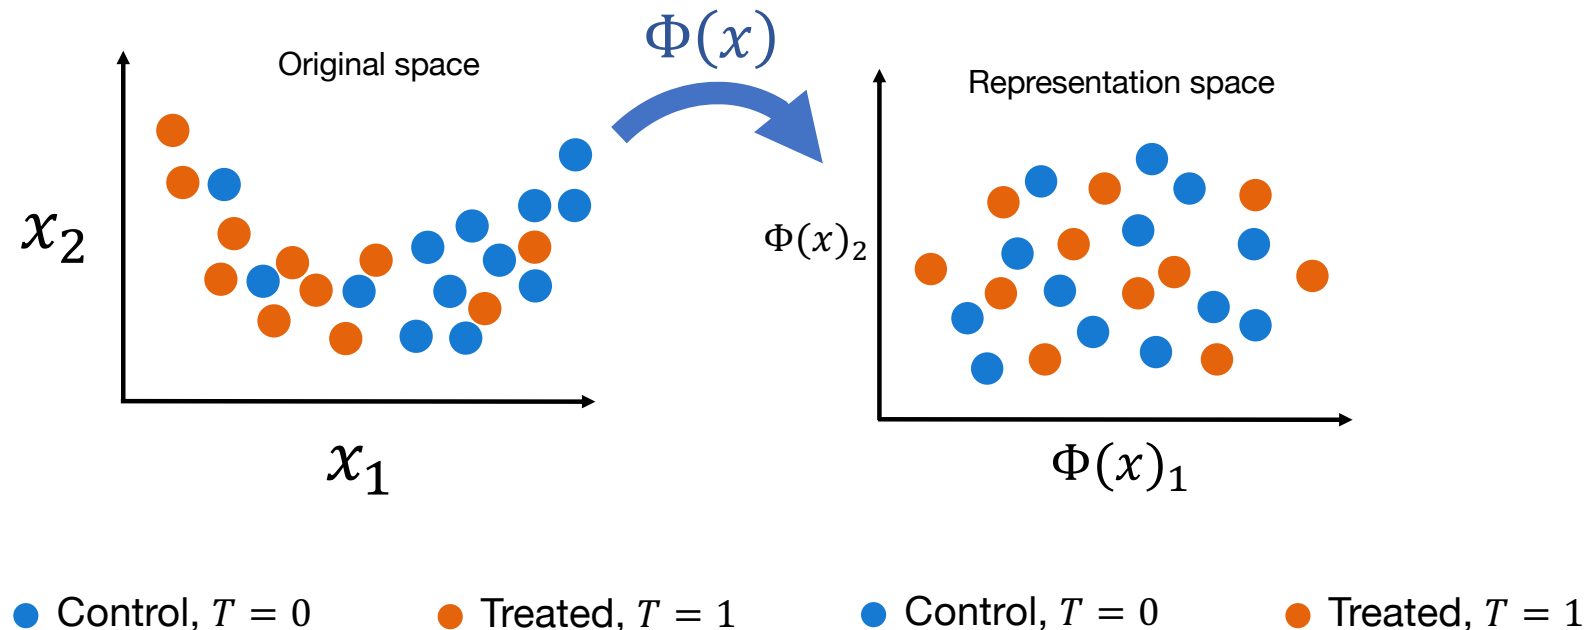 Φ(x)
Original space
Representation space
x₂
Φ(x)₂
x₁
Φ(x)₁
Control, T = 0
Treated, T = 1
Control, T = 0
Treated, T = 1